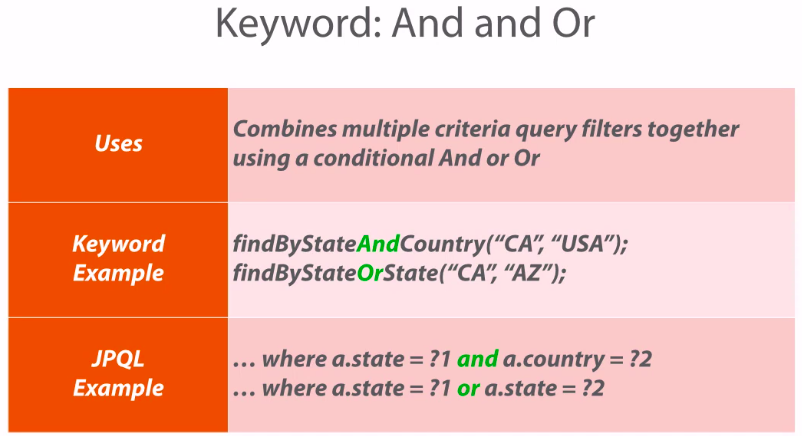 Keyword: And and Or
Uses
Combines multiple criteria query filters together
using a conditional And or Or
Keyword
Example
findByStateAndCountry(“CA”, “USA”);
findByStateOrState(“CA”, “AZ”);
JPQL
Example
… where a.state = ?1 and a.country = ?2
… where a.state = ?1 or a.state = ?2